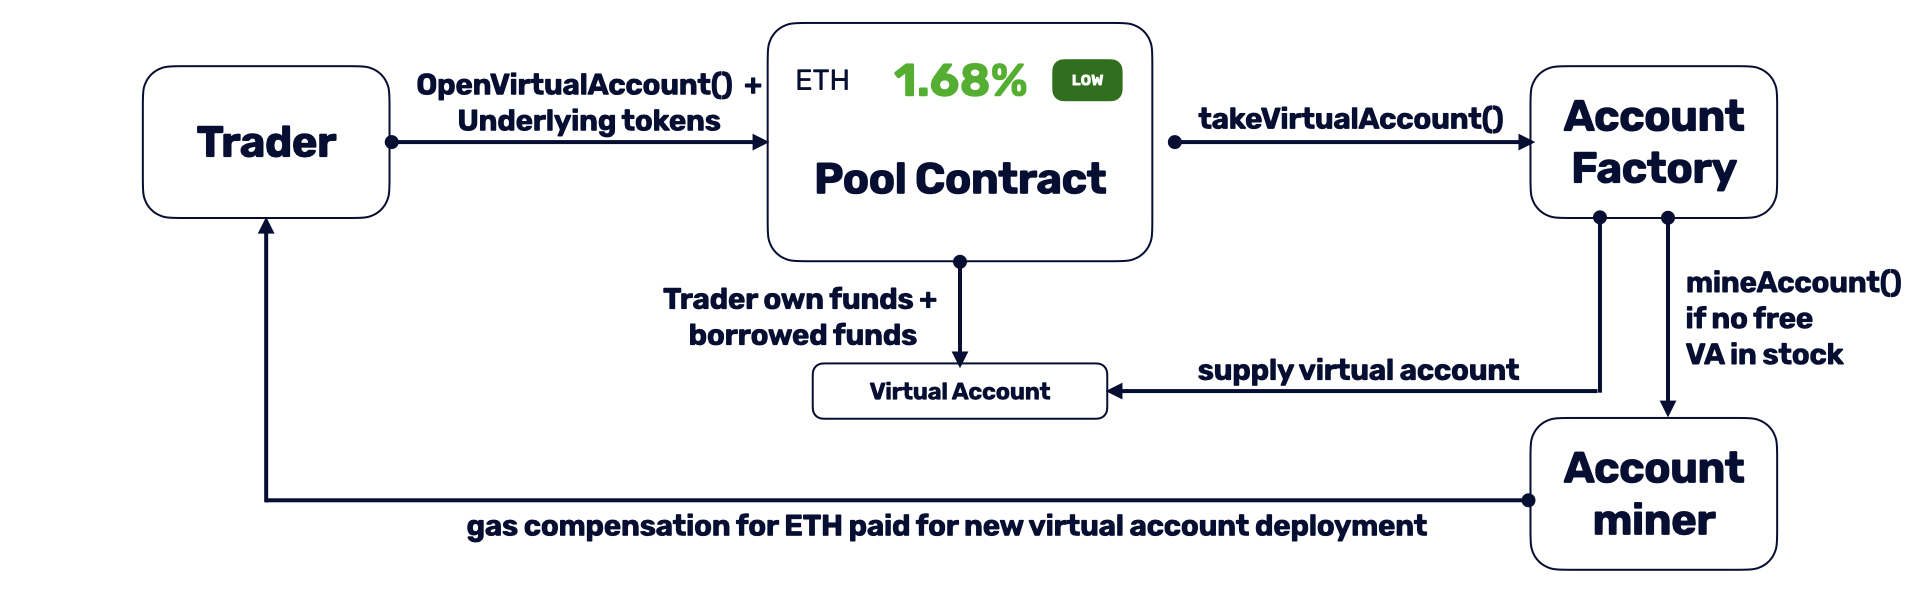 Trader
OpenVirtualAccount() +
Underlying tokens
ETH 1.68% LOW
Pool Contract
takeVirtualAccount()
Account
Factory
Trader own funds +
borrowed funds
mineAccount()
if no free
VA in stock
supply virtual account
Virtual Account
Account
miner
gas compensation for ETH paid for new virtual account deployment